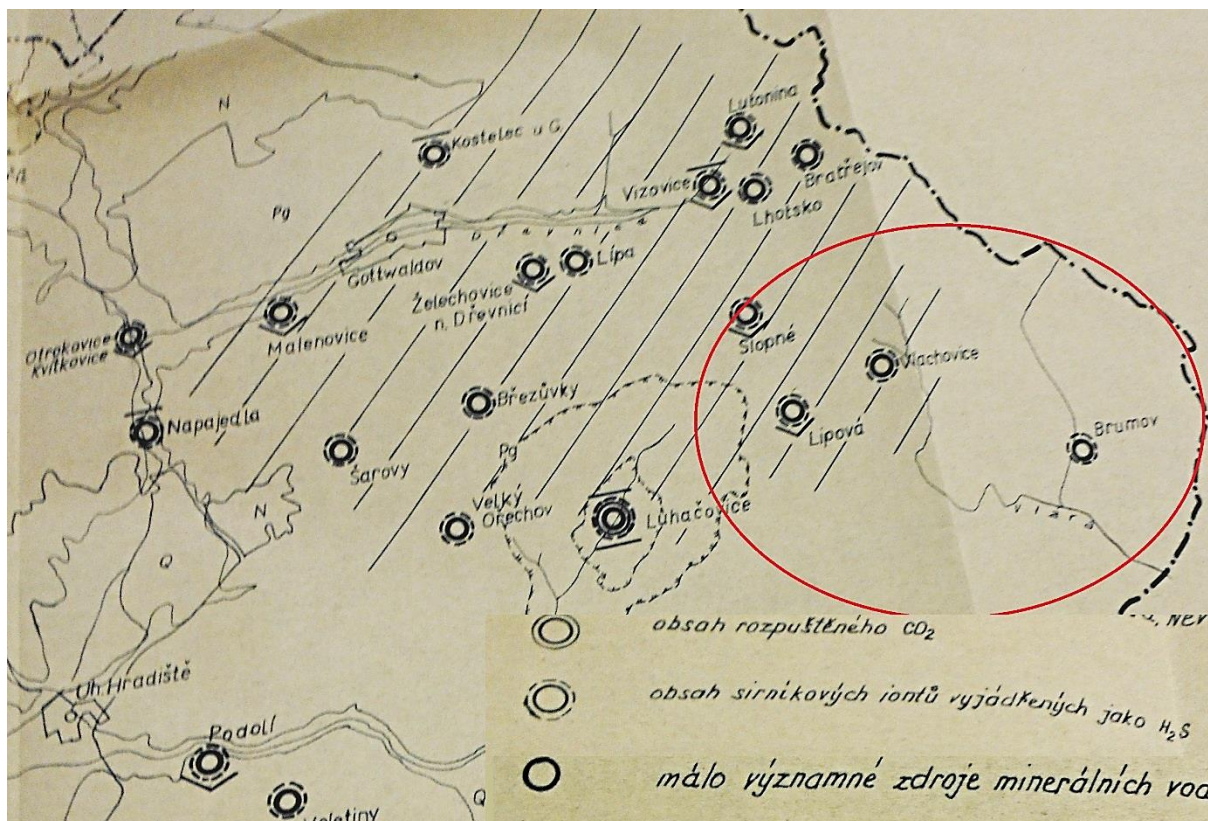 N
Kostelec u G.
Lutonina
Bratřejov
Vizovice
Lhotsko
Pg
Q
Dřevnice
Gottwaldov
Želechovice
n. Dřevnicí
Lípa
Malenovice
Otrokovice
Kvítkovice
Slopné
Vlachovice
Napajedla
Březůvky
Lipová
Brumov
Šarovy
Pg
Velký
Ořechov
Luhačovice
Vlára
N
Q
Uh. Hradiště
Podolí
Q
obsah rozpuštěného CO₂
obsah sirníkových iontů vyjádřených jako H₂S
málo významné zdroje minerálních vod